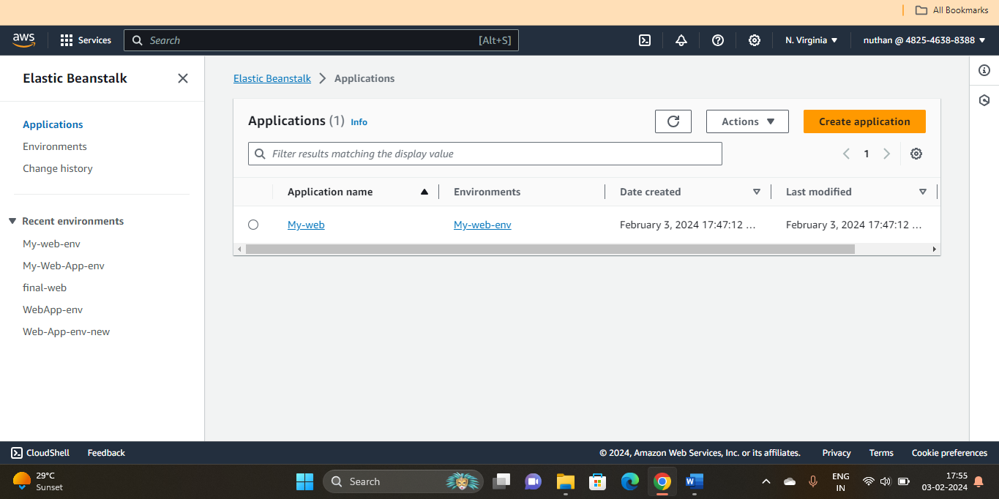 All Bookmarks
aws
Services
Search
[Alt+S]
N. Virginia
nuthan @ 4825-4638-8388
Elastic Beanstalk
Applications
Environments
Change history
Recent environments
My-web-env
My-Web-App-env
final-web
WebApp-env
Web-App-env-new
Elastic Beanstalk
Applications
Applications (1) Info
Actions
Create application
Filter results matching the display value
1
Application name
Environments
Date created
Last modified
My-web
My-web-env
February 3, 2024 17:47:12 …
February 3, 2024 17:47:12 …
CloudShell
Feedback
© 2024, Amazon Web Services, Inc. or its affiliates.
Privacy
Terms
Cookie preferences
29°C
Sunset
Search
ENG
IN
17:55
03-02-2024